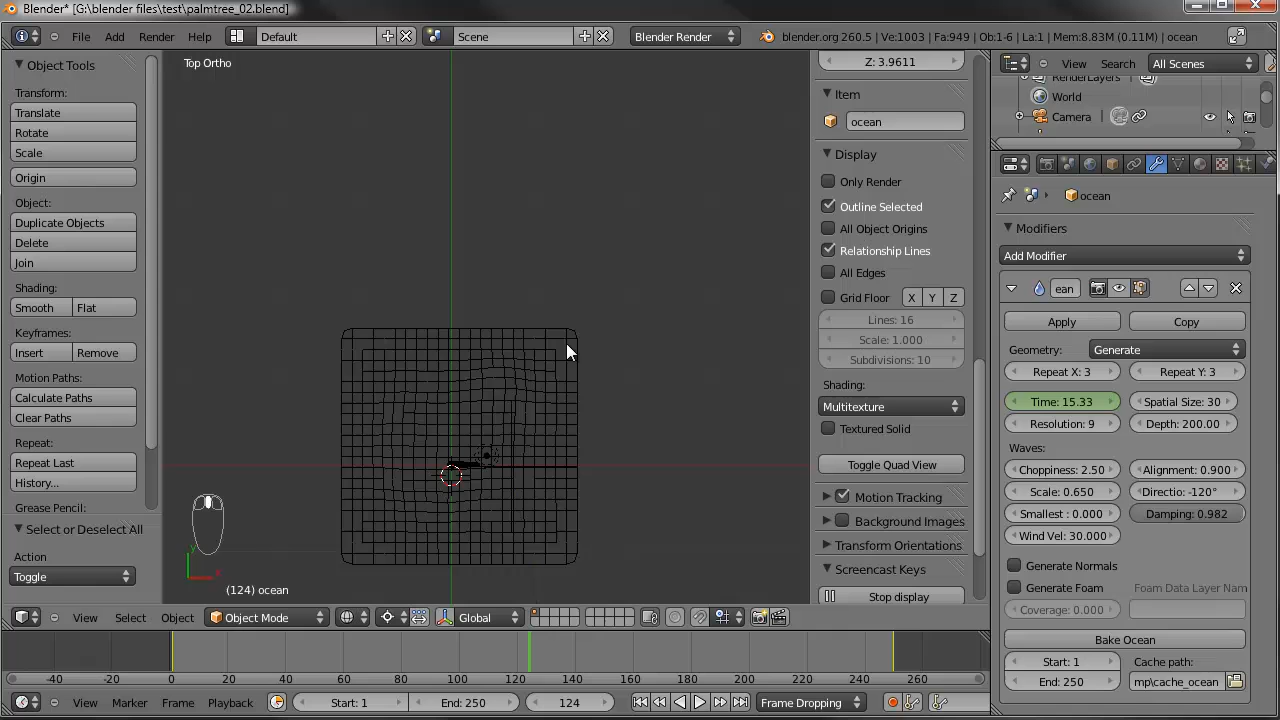 Blender* [G:\blender files\test\palmtree_02.blend]
File Add Render Help Default Scene Blender Render blender.org 260.5 | Ve:1003 | Fa:949 | Ob:1-6 | La:1 | Mem:8.83M (0.11M) | ocean
Object Tools
Transform:
Translate
Rotate
Scale
Origin
Object:
Duplicate Objects
Delete
Join
Shading:
Smooth Flat
Keyframes:
Insert Remove
Motion Paths:
Calculate Paths
Clear Paths
Repeat:
Repeat Last
History...
Grease Pencil:
Select or Deselect All
Action
Toggle
Top Ortho
y
x
(124) ocean
Z: 3.9611
Item
ocean
Display
Only Render
Outline Selected
All Object Origins
Relationship Lines
All Edges
Grid Floor X Y Z
Lines: 16
Scale: 1.000
Subdivisions: 10
Shading:
Multitexture
Textured Solid
Toggle Quad View
Motion Tracking
Background Images
Transform Orientations
Screencast Keys
Stop display
View Search All Scenes
RenderLayers
World
Camera
ocean
Modifiers
Add Modifier
ean
Apply Copy
Geometry: Generate
Repeat X: 3 Repeat Y: 3
Time: 15.33 Spatial Size: 30
Resolution: 9 Depth: 200.00
Waves:
Choppiness: 2.50 Alignment: 0.900
Scale: 0.650 Directio: -120°
Smallest : 0.000 Damping: 0.982
Wind Vel: 30.000
Generate Normals
Generate Foam Foam Data Layer Nam
Coverage: 0.000
Bake Ocean
Start: 1 Cache path:
End: 250 mp\cache_ocean
View Select Object Object Mode Global
-40 -20 0 20 40 60 80 100 120 140 160 180 200 220 240 260
View Marker Frame Playback Start: 1 End: 250 124 Frame Dropping